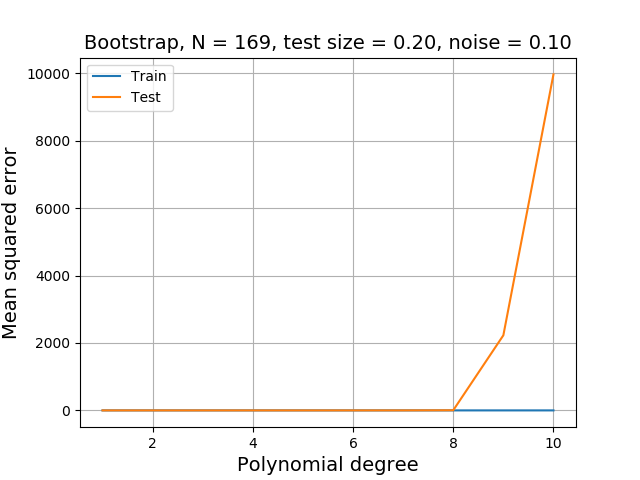 Bootstrap, N = 169, test size = 0.20, noise = 0.10
Train
Test
Mean squared error
10000
8000
6000
4000
2000
0
2 4 6 8 10
Polynomial degree